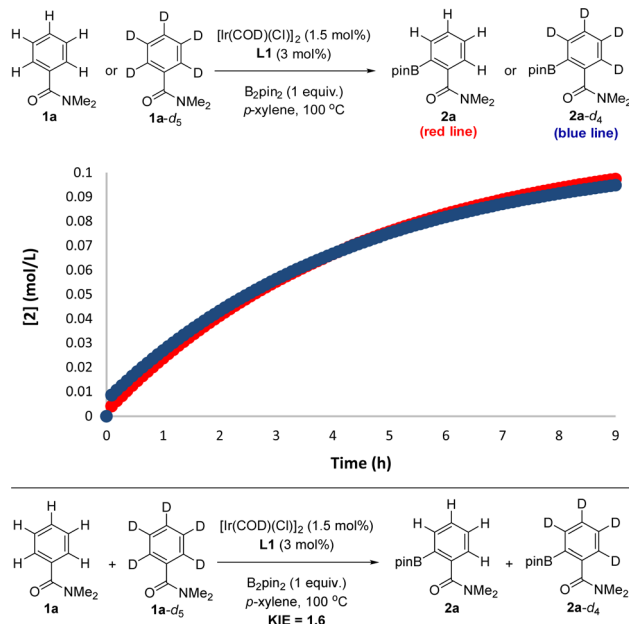 H
H H
H H
O NMe2
1a
or
D
D D
D D
O NMe2
1a-d5
[Ir(COD)(Cl)]2 (1.5 mol%)
L1 (3 mol%)
B2pin2 (1 equiv.)
p-xylene, 100 °C
H
H H
pinB H
O NMe2
2a
(red line)
or
D
D D
pinB D
O NMe2
2a-d4
(blue line)
[2] (mol/L)
0.1
0.09
0.08
0.07
0.06
0.05
0.04
0.03
0.02
0.01
0
0 1 2 3 4 5 6 7 8 9
Time (h)
H
H H
H H
O NMe2
1a
+
D
D D
D D
O NMe2
1a-d5
[Ir(COD)(Cl)]2 (1.5 mol%)
L1 (3 mol%)
B2pin2 (1 equiv.)
p-xylene, 100 °C
KIE = 1.6
H
H H
pinB H
O NMe2
2a
+
D
D D
pinB D
O NMe2
2a-d4